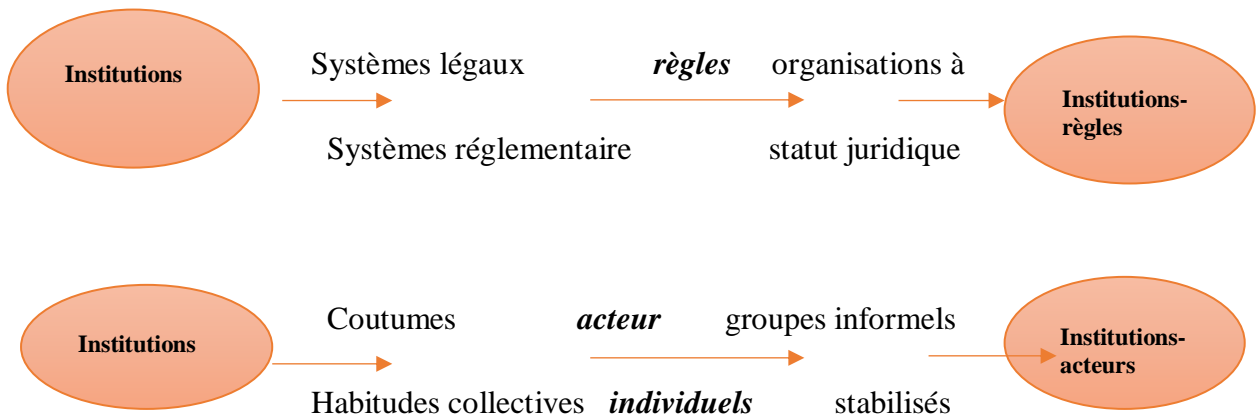 Institutions
Systèmes légaux règles organisations à
Systèmes réglementaire statut juridique
Institutions-
règles
Institutions
Coutumes acteur groupes informels
Habitudes collectives individuels stabilisés
Institutions-
acteurs